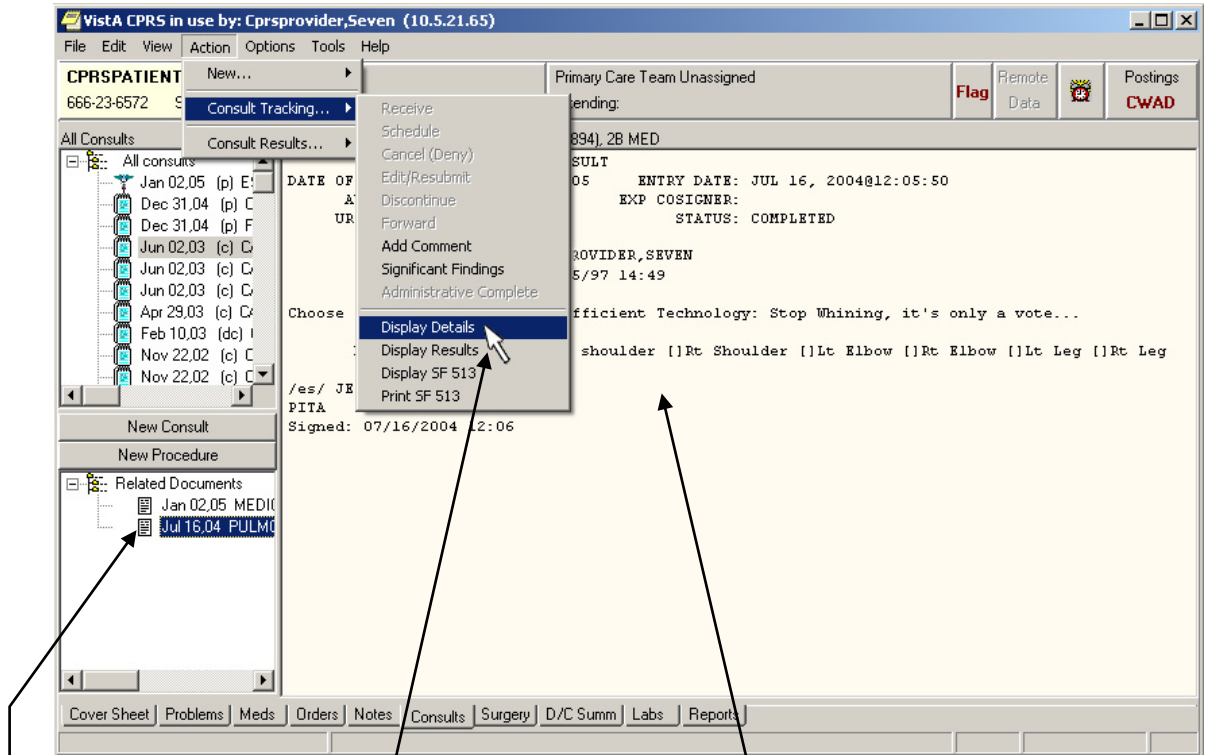 VistA CPRS in use by: Cprsprovider,Seven (10.5.21.65)
File Edit View Action Options Tools Help
CPRSPATIENT
666-23-6572
Primary Care Team Unassigned
Flag
Remote Data
Postings
CWAD
New...
Consult Tracking...
Consult Results...
Receive
Schedule
Cancel (Deny)
Edit/Resubmit
Discontinue
Forward
Add Comment
Significant Findings
Administrative Complete
Display Details
Display Results
Display SF 513
Print SF 513
All Consults
All consults
Jan 02,05 (p)
Dec 31,04 (p)
Dec 31,04 (p)
Jun 02,03 (c)
Jun 02,03 (c)
Jun 02,03 (c)
Apr 29,03 (c)
Feb 10,03 (dc)
Nov 22,02 (c)
Nov 22,02 (c)
New Consult
New Procedure
Related Documents
Jan 02,05 MEDI
Jul 16,04 PULM
894), 2B MED
SULT
DATE OF 05 ENTRY DATE: JUL 16, 2004@12:05:50
EXP COSIGNER:
UR STATUS: COMPLETED
ROVIDER,SEVEN
5/97 14:49
Choose fficient Technology: Stop Whining, it's only a vote...
shoulder []Rt Shoulder []Lt Elbow []Rt Elbow []Lt Leg []Rt Leg
/es/ JE
PITA
Signed: 07/16/2004 12:06
Cover Sheet Problems Meds Orders Notes Consults Surgery D/C Summ Labs Reports